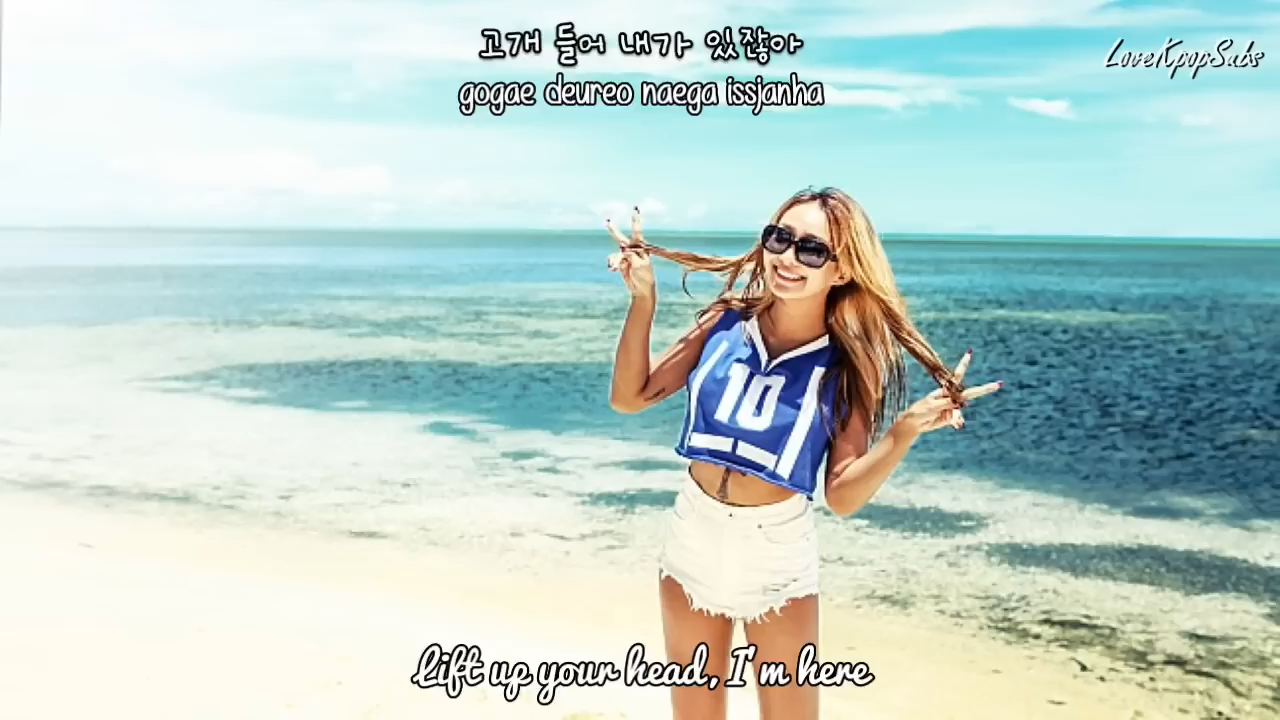 고개 들어 내가 있잖아
LoveKpopSubs
gogae deureo naega issjanha
10
Lift up your head, I'm here